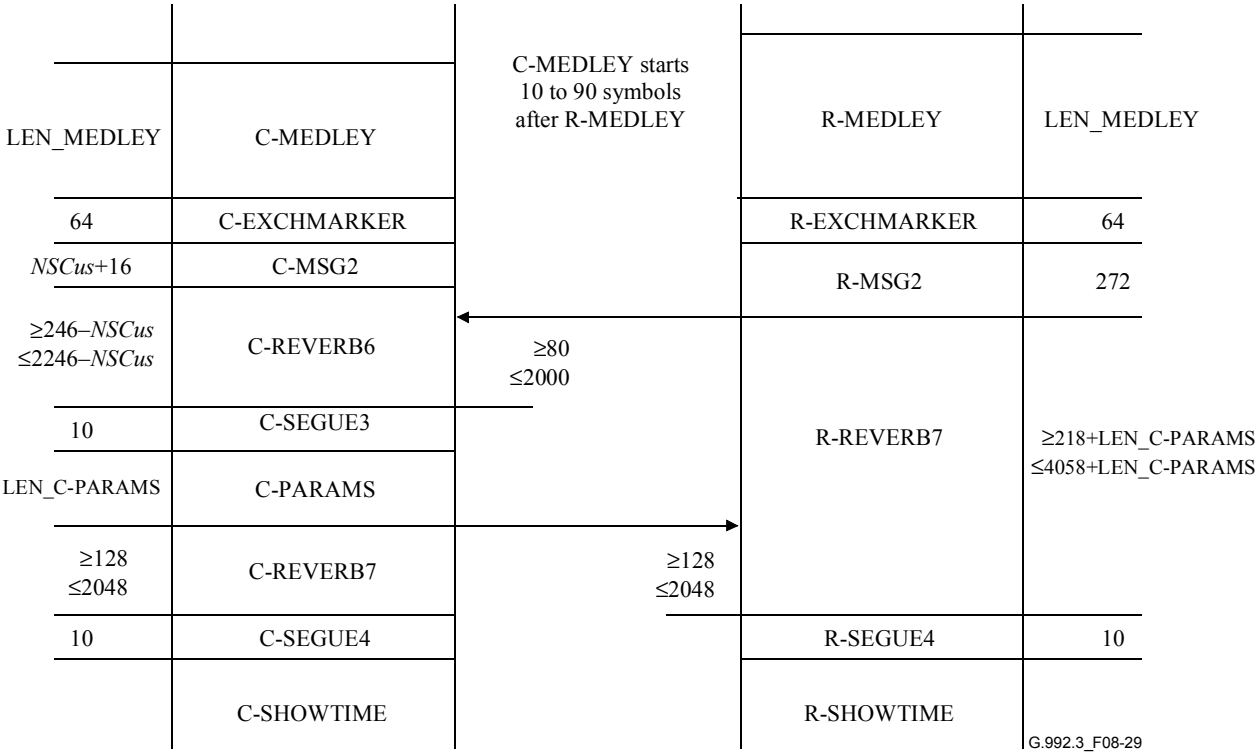 C-MEDLEY starts
10 to 90 symbols
after R-MEDLEY
LEN_MEDLEY C-MEDLEY R-MEDLEY LEN_MEDLEY
64 C-EXCHMARKER R-EXCHMARKER 64
NSCus+16 C-MSG2 R-MSG2 272
≥246–NSCus
≤2246–NSCus
C-REVERB6
≥80
≤2000
10 C-SEGUE3
R-REVERB7
≥218+LEN_C-PARAMS
≤4058+LEN_C-PARAMS
LEN_C-PARAMS C-PARAMS
≥128
≤2048
C-REVERB7
≥128
≤2048
10 C-SEGUE4 R-SEGUE4 10
C-SHOWTIME R-SHOWTIME
G.992.3_F08-29